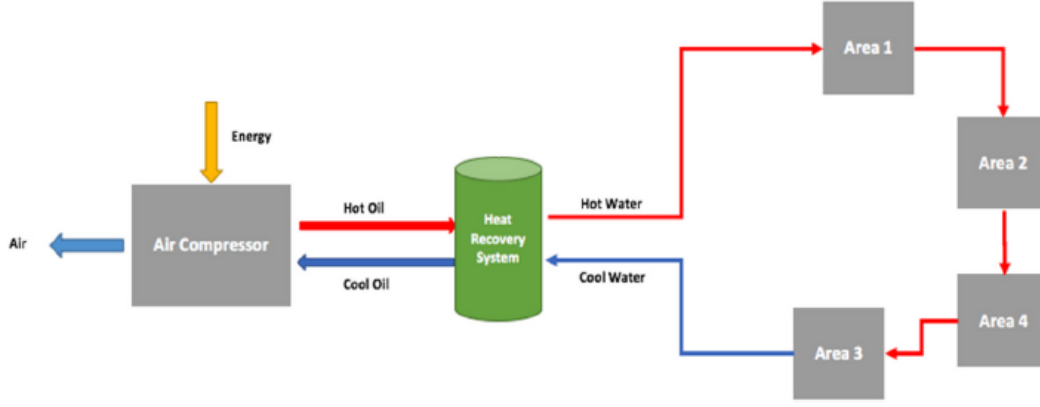 Area 1
Energy
Area 2
Hot Oil
Hot Water
Heat
Recovery
System
Air
Air Compressor
Cool Oil
Cool Water
Area 4
Area 3